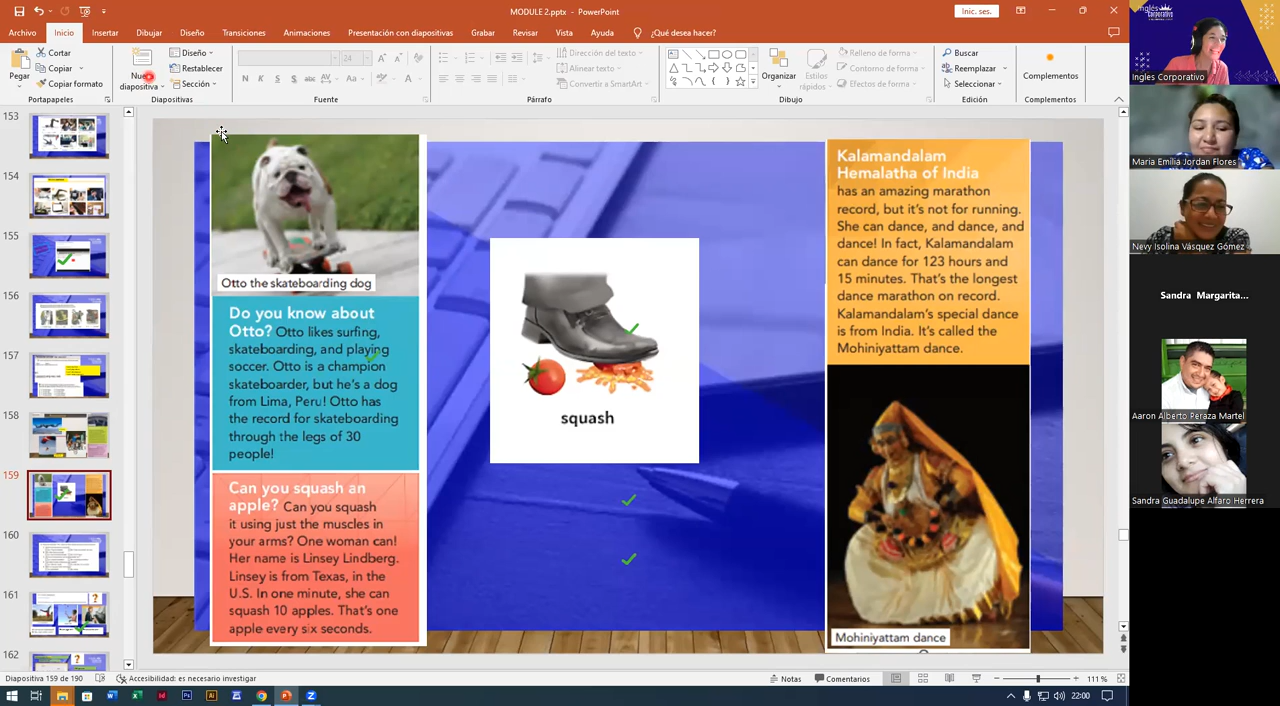 MODULE 2.pptx - PowerPoint
Inic. ses.
Archivo
Inicio
Insertar
Dibujar
Diseño
Transiciones
Animaciones
Presentación con diapositivas
Grabar
Revisar
Vista
Ayuda
¿Qué desea hacer?
Pegar
Cortar
Copiar
Copiar formato
Portapapeles
Diseño
Restablecer
Sección
diapositiva
Diapositivas
24
N K S S abc AV Aa A
Fuente
Dirección del texto
Alinear texto
Convertir a SmartArt
Párrafo
Organizar
Estilos
rápidos
Relleno de forma
Contorno de forma
Efectos de forma
Dibujo
Buscar
Reemplazar
Seleccionar
Edición
Complementos
Complementos
153
154
155
156
157
158
159
160
161
162
Otto the skateboarding dog
Do you know about
Otto? Otto likes surfing,
skateboarding, and playing
soccer. Otto is a champion
skateboarder, but he's a dog
from Lima, Peru! Otto has
the record for skateboarding
through the legs of 30
people!
Can you squash an
apple? Can you squash
it using just the muscles in
your arms? One woman can!
Her name is Linsey Lindberg.
Linsey is from Texas, in the
U.S. In one minute, she can
squash 10 apples. That's one
apple every six seconds.
squash
Kalamandalam
Hemalatha of India
has an amazing marathon
record, but it's not for running.
She can dance, and dance, and
dance! In fact, Kalamandalam
can dance for 123 hours and
15 minutes. That's the longest
dance marathon on record.
Kalamandalam's special dance
is from India. It's called the
Mohiniyattam dance.
Mohiniyattam dance
Inglés
Corporativo
Ingles Corporativo
Maria Emilia Jordan Flores
Nevy Isolina Vásquez Gómez
Sandra Margarita...
Aaron Alberto Peraza Martel
Sandra Guadalupe Alfaro Herrera
Diapositiva 159 de 190
Accesibilidad: es necesario investigar
Notas
Comentarios
111 %
22:00